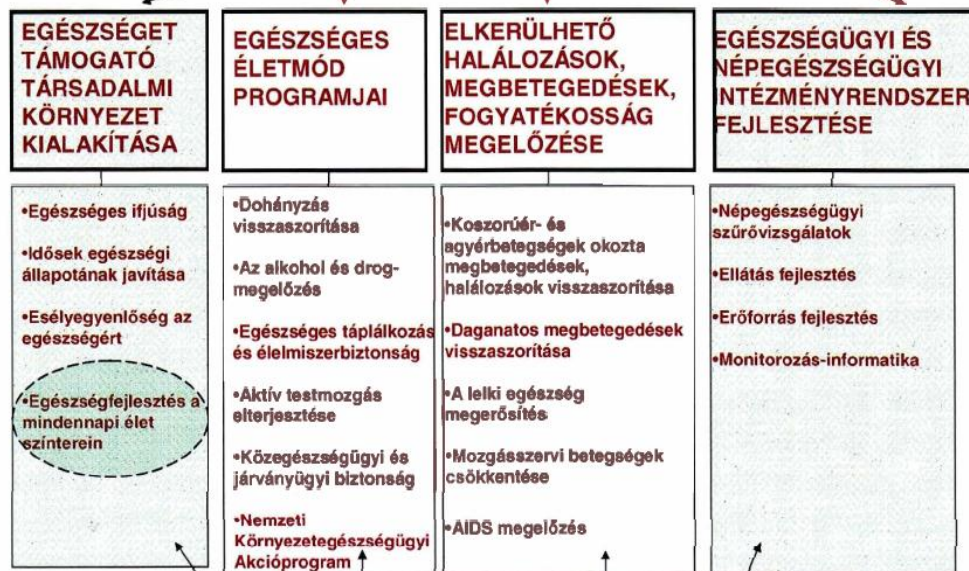 EGÉSZSÉGET
TÁMOGATÓ
TÁRSADALMI
KÖRNYEZET
KIALAKÍTÁSA
•Egészséges ifjúság
•Idősek egészségi
állapotának javítása
•Esélyegyenlőség az
egészségért
•Egészségfejlesztés a
mindennapi élet
színterein
EGÉSZSÉGES
ÉLETMÓD
PROGRAMJAI
•Dohányzás
visszaszorítása
•Az alkohol és drog-
megelőzés
•Egészséges táplálkozás
és élelmiszerbiztonság
•Aktív testmozgás
elterjesztése
•Közegészségügyi és
járványügyi biztonság
•Nemzeti
Környezetegészségügyi
Akcióprogram
ELKERÜLHETŐ
HALÁLOZÁSOK,
MEGBETEGEDÉSEK,
FOGYATÉKOSSÁG
MEGELŐZÉSE
•Koszorúér- és
agyérbetegségek okozta
megbetegedések,
halálozások visszaszorítása
•Daganatos megbetegedések
visszaszorítása
•A lelki egészség
megerősítés
•Mozgásszervi betegségek
csökkentése
•AIDS megelőzés
EGÉSZSÉGÜGYI ÉS
NÉPEGÉSZSÉGÜGYI
INTÉZMÉNYRENDSZER
FEJLESZTÉSE
•Népegészségügyi
szűrővizsgálatok
•Ellátás fejlesztés
•Erőforrás fejlesztés
•Monitorozás-informatika